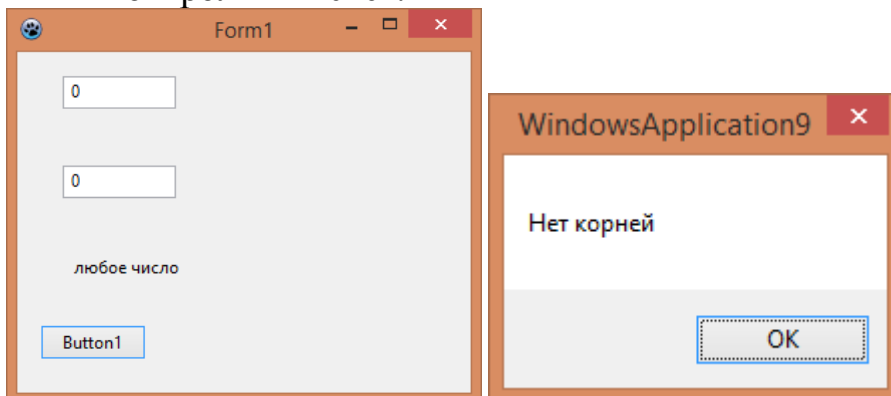 Form1
0
0
любое число
Button1
WindowsApplication9
Нет корней
OK